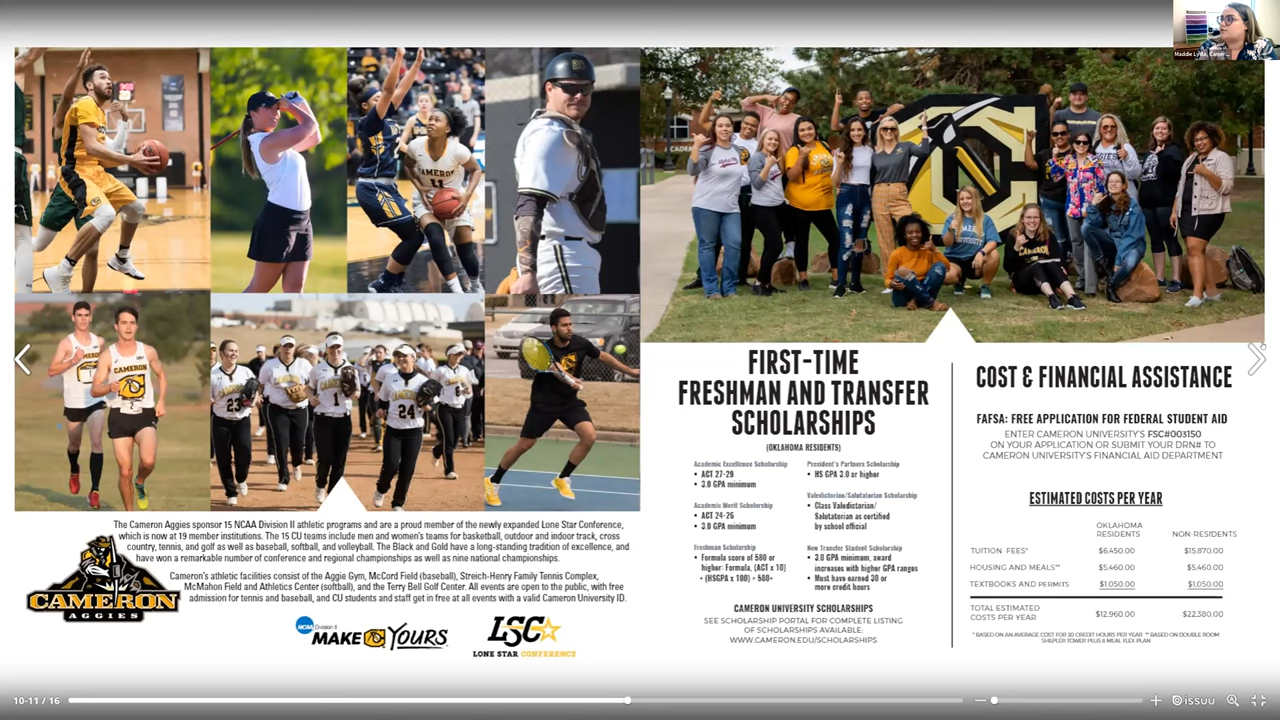 Maddie Lyda, Camer...
CAMERON
11
CAMERON
CAMERON
23
1
24
The Cameron Aggies sponsor 15 NCAA Division II athletic programs and are a proud member of the newly expanded Lone Star Conference,
which is now at 19 member institutions. The 15 CU teams include men and women's teams for basketball, outdoor and indoor track, cross
country, tennis, and golf as well as baseball, softball, and volleyball. The Black and Gold have a long-standing tradition of excellence, and
have won a remarkable number of conference and regional championships as well as nine national championships.
Cameron's athletic facilities consist of the Aggie Gym, McCord Field (baseball), Streich-Henry Family Tennis Complex,
McMahon Field and Athletics Center (softball), and the Terry Bell Golf Center. All events are open to the public, with free
admission for tennis and baseball, and CU students and staff get in free at all events with a valid Cameron University ID.
CAMERON
AGGIES
NCAA Division II
MAKE YOURS
LSC
LONE STAR CONFERENCE
FIRST-TIME
FRESHMAN AND TRANSFER
SCHOLARSHIPS
(OKLAHOMA RESIDENTS)
Academic Excellence Scholarship
• ACT 27-29
• 3.0 GPA minimum
Academic Merit Scholarship
• ACT 24-26
• 3.0 GPA minimum
Freshman Scholarship
• Formula score of 580 or
higher: Formula, (ACT x 10)
+ (HSGPA x 100) = 580+
President's Partners Scholarship
• HS GPA 3.0 or higher
Valedictorian/Salutatorian Scholarship
• Class Valedictorian/
Salutatorian as certified
by school official
New Transfer Student Scholarship
• 3.0 GPA minimum, award
increases with higher GPA ranges
• Must have earned 30 or
more credit hours
CAMERON UNIVERSITY SCHOLARSHIPS
SEE SCHOLARSHIP PORTAL FOR COMPLETE LISTING
OF SCHOLARSHIPS AVAILABLE:
WWW.CAMERON.EDU/SCHOLARSHIPS
COST & FINANCIAL ASSISTANCE
FAFSA: FREE APPLICATION FOR FEDERAL STUDENT AID
ENTER CAMERON UNIVERSITY'S FSC#003150
ON YOUR APPLICATION OR SUBMIT YOUR DRN# TO
CAMERON UNIVERSITY'S FINANCIAL AID DEPARTMENT
ESTIMATED COSTS PER YEAR
OKLAHOMA
RESIDENTS NON-RESIDENTS
TUITION FEES* $6,450.00 $15,870.00
HOUSING AND MEALS** $5,460.00 $5,460.00
TEXTBOOKS AND PERMITS $1,050.00 $1,050.00
TOTAL ESTIMATED
COSTS PER YEAR $12,960.00 $22,380.00
* BASED ON AN AVERAGE COST FOR 30 CREDIT HOURS PER YEAR ** BASED ON DOUBLE ROOM
SHEPLER TOWER PLUS 8 MEAL FLEX PLAN
10-11 / 16
issuu